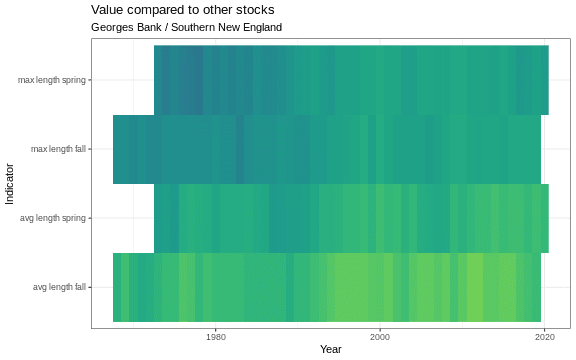 Value compared to other stocks
Georges Bank / Southern New England
max length spring
max length fall
avg length spring
avg length fall
Indicator
1980
2000
2020
Year